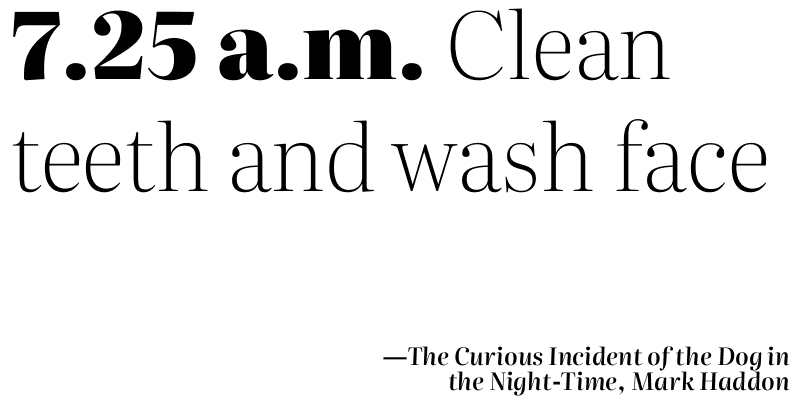 7.25 a.m. Clean
teeth and wash face
—The Curious Incident of the Dog in
the Night-Time, Mark Haddon